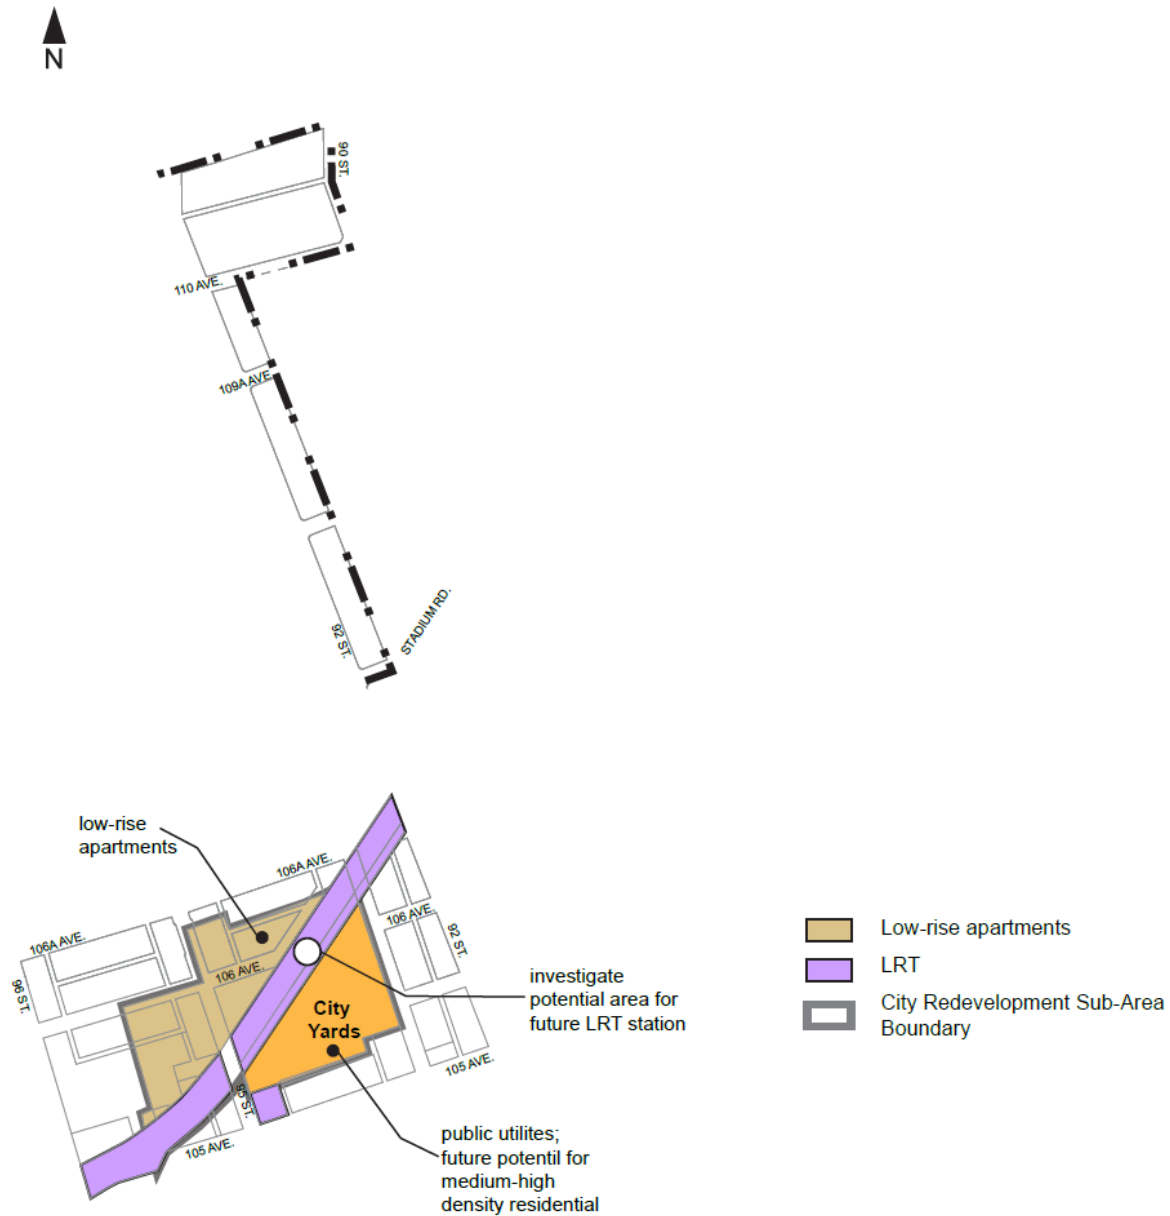 N
90 ST.
110 AVE.
109A AVE.
92 ST.
STADIUM RD.
low-rise
apartments
106A AVE.
106A AVE.
106 AVE.
92 ST.
96 ST.
106 AVE.
investigate
potential area for
future LRT station
City
Yards
105 AVE.
95 ST.
105 AVE.
public utilites;
future potentil for
medium-high
density residential
Low-rise apartments
LRT
City Redevelopment Sub-Area
Boundary